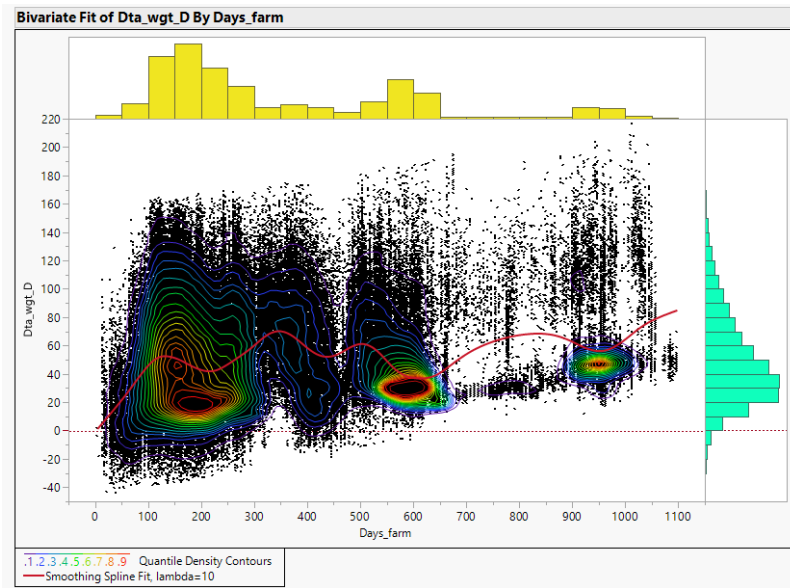 Bivariate Fit of Dta_wgt_D By Days_farm
220
200
180
160
140
120
100
80
60
40
20
0
-20
-40
Dta_wgt_D
0 100 200 300 400 500 600 700 800 900 1000 1100
Days_farm
.1.2.3.4.5.6.7.8.9 Quantile Density Contours
Smoothing Spline Fit, lambda=10